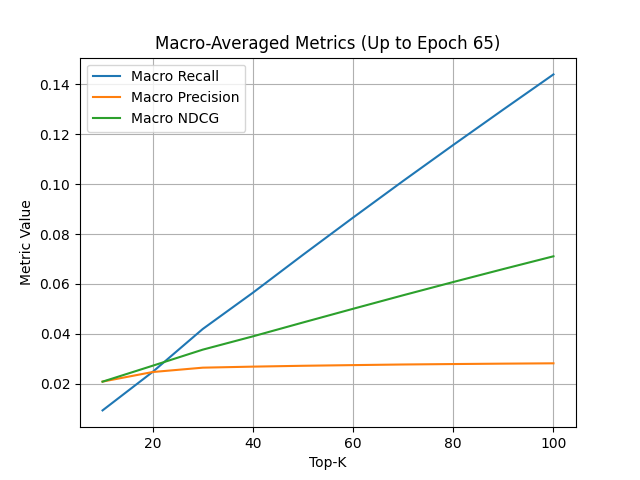 Macro-Averaged Metrics (Up to Epoch 65)
Macro Recall
Macro Precision
Macro NDCG
Metric Value
0.14
0.12
0.10
0.08
0.06
0.04
0.02
20 40 60 80 100
Top-K